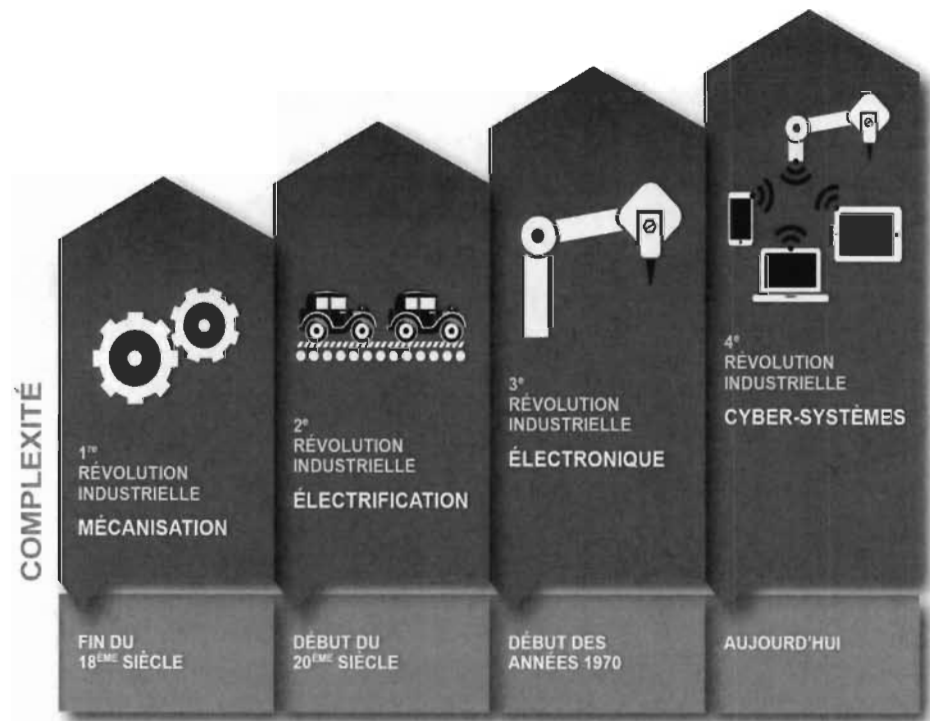 COMPLEXITÉ
1re
RÉVOLUTION
INDUSTRIELLE
MÉCANISATION
FIN DU
18ÈME SIÈCLE
2e
RÉVOLUTION
INDUSTRIELLE
ÉLECTRIFICATION
DÉBUT DU
20ÈME SIÈCLE
3e
RÉVOLUTION
INDUSTRIELLE
ÉLECTRONIQUE
DÉBUT DES
ANNÉES 1970
4e
RÉVOLUTION
INDUSTRIELLE
CYBER-SYSTÈMES
AUJOURD'HUI